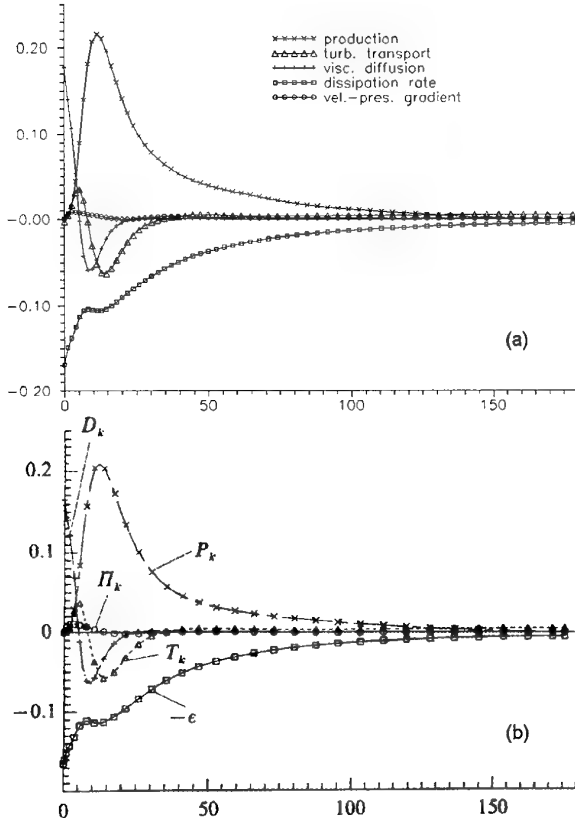 0.20
0.10
-0.00
-0.10
-0.20
production
turb. transport
visc. diffusion
dissipation rate
vel.-pres. gradient
(a)
0
50
100
150
D_k
0.2
0.1
0
-0.1
P_k
Π_k
T_k
-ϵ
(b)
0
50
100
150